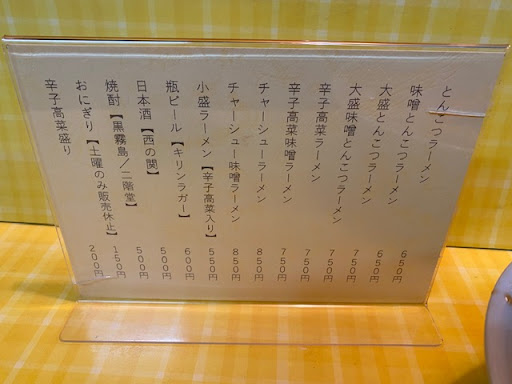 とんこつラーメン 650円
味噌とんこつラーメン 650円
大盛とんこつラーメン 750円
大盛味噌とんこつラーメン 750円
辛子高菜ラーメン 750円
辛子高菜味噌ラーメン 750円
チャーシューラーメン 850円
チャーシュー味噌ラーメン 850円
小盛ラーメン【辛子高菜入り】 550円
瓶ビール【キリンラガー】 600円
日本酒【西の関】 500円
焼酎【黒霧島/二階堂】 500円
おにぎり【土曜のみ販売休止】 150円
辛子高菜盛り 200円